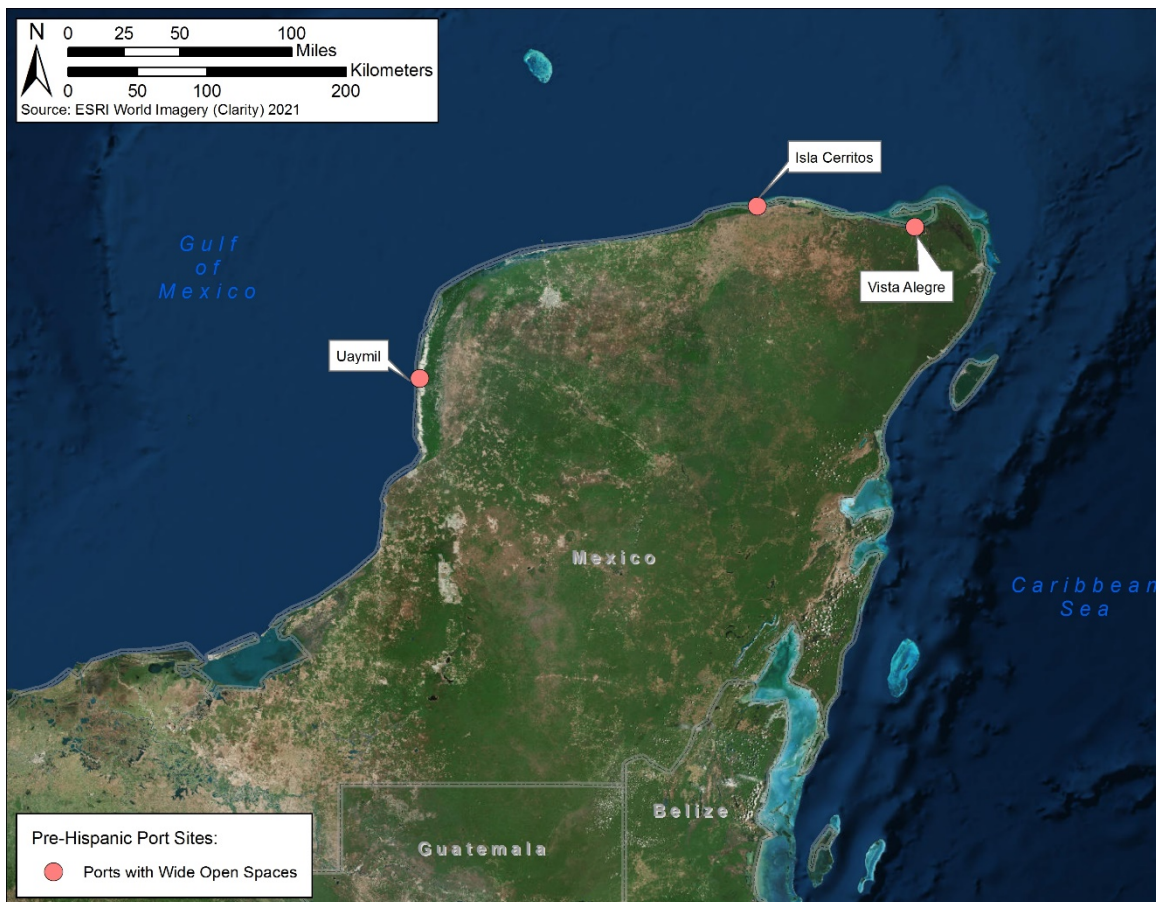 N
0 25 50 100
Miles
Kilometers
0 50 100 200
Source: ESRI World Imagery (Clarity) 2021
Isla Cerritos
Gulf
of
Mexico
Vista Alegre
Uaymil
Mexico
Caribbean
Sea
Belize
Guatemala
Pre-Hispanic Port Sites:
Ports with Wide Open Spaces